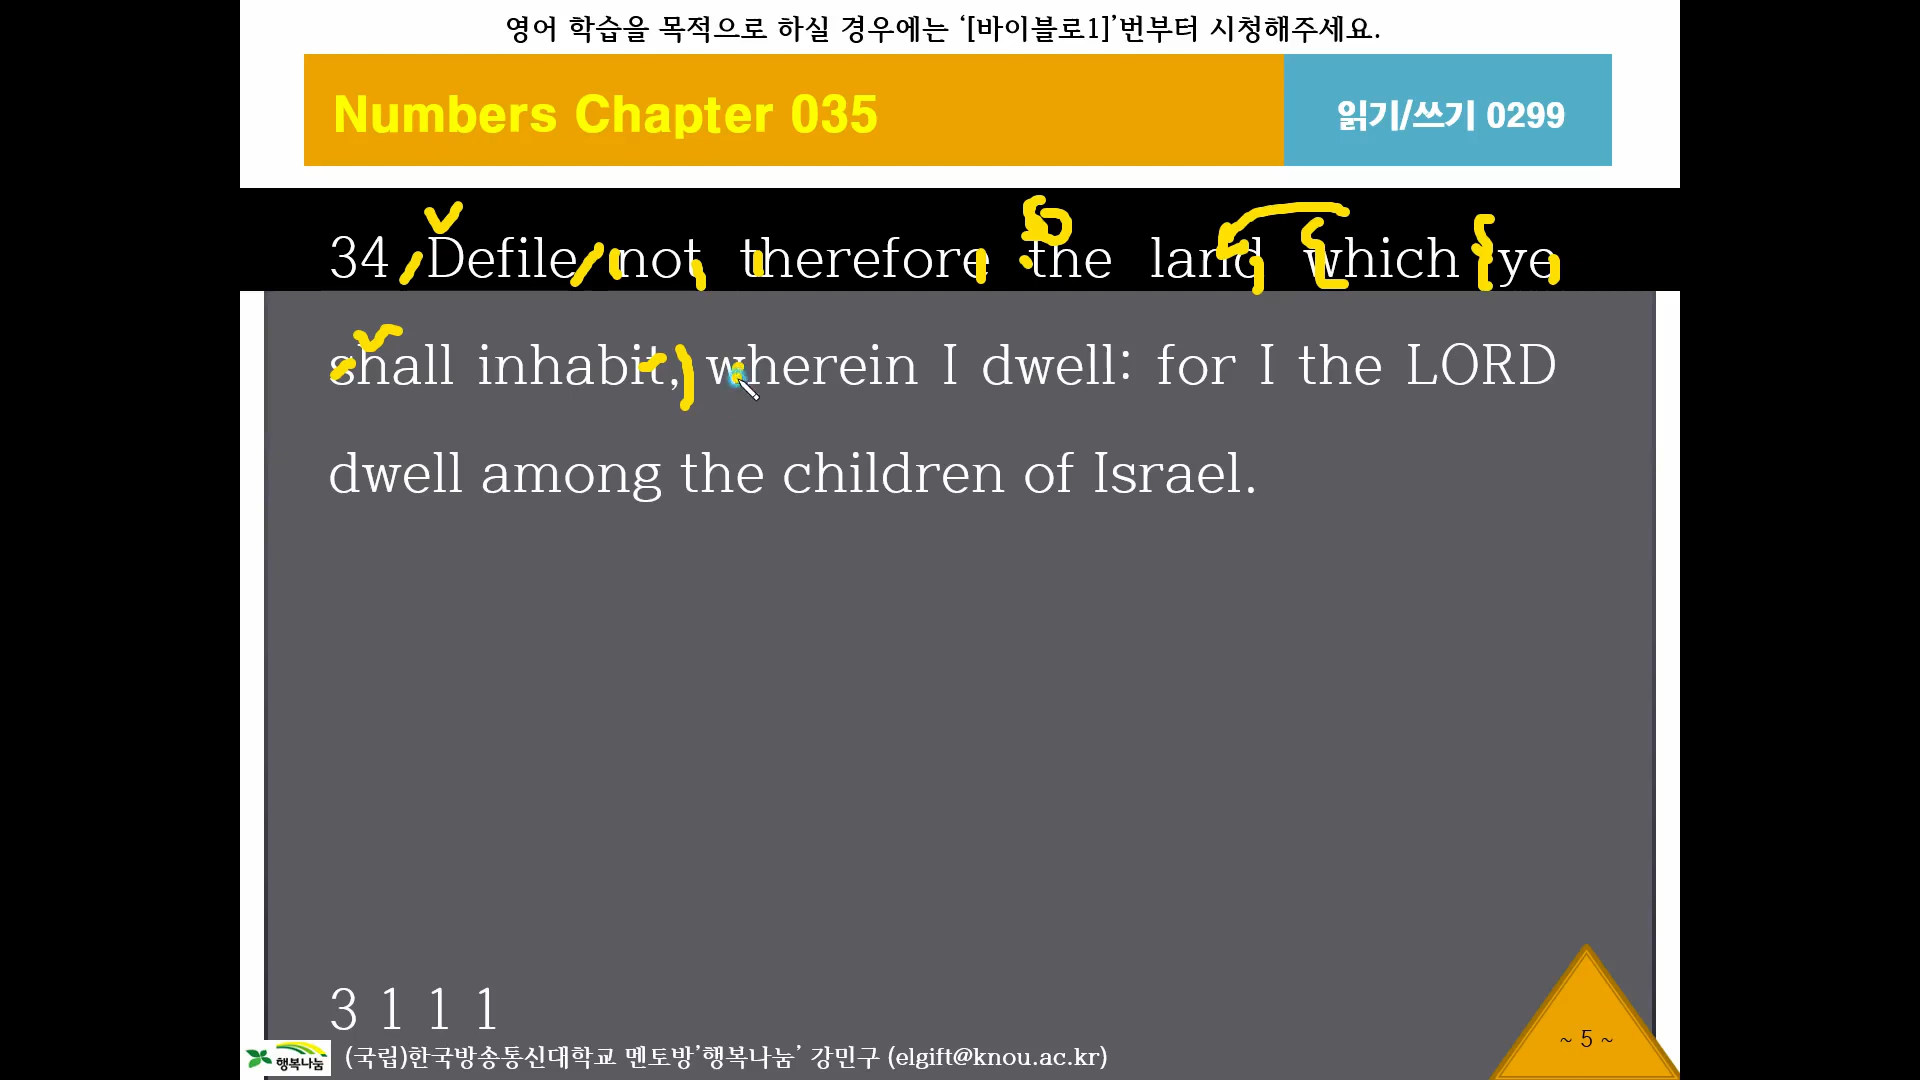 영어 학습을 목적으로 하실 경우에는 ‘[바이블로1]’번부터 시청해주세요.
Numbers Chapter 035
읽기/쓰기 0299
34 Defile not therefore the land which ye
shall inhabit, wherein I dwell: for I the LORD
dwell among the children of Israel.
3 1 1 1
행복나눔
(국립)한국방송통신대학교 멘토방’행복나눔’ 강민구 (elgift@knou.ac.kr)
~ 5 ~